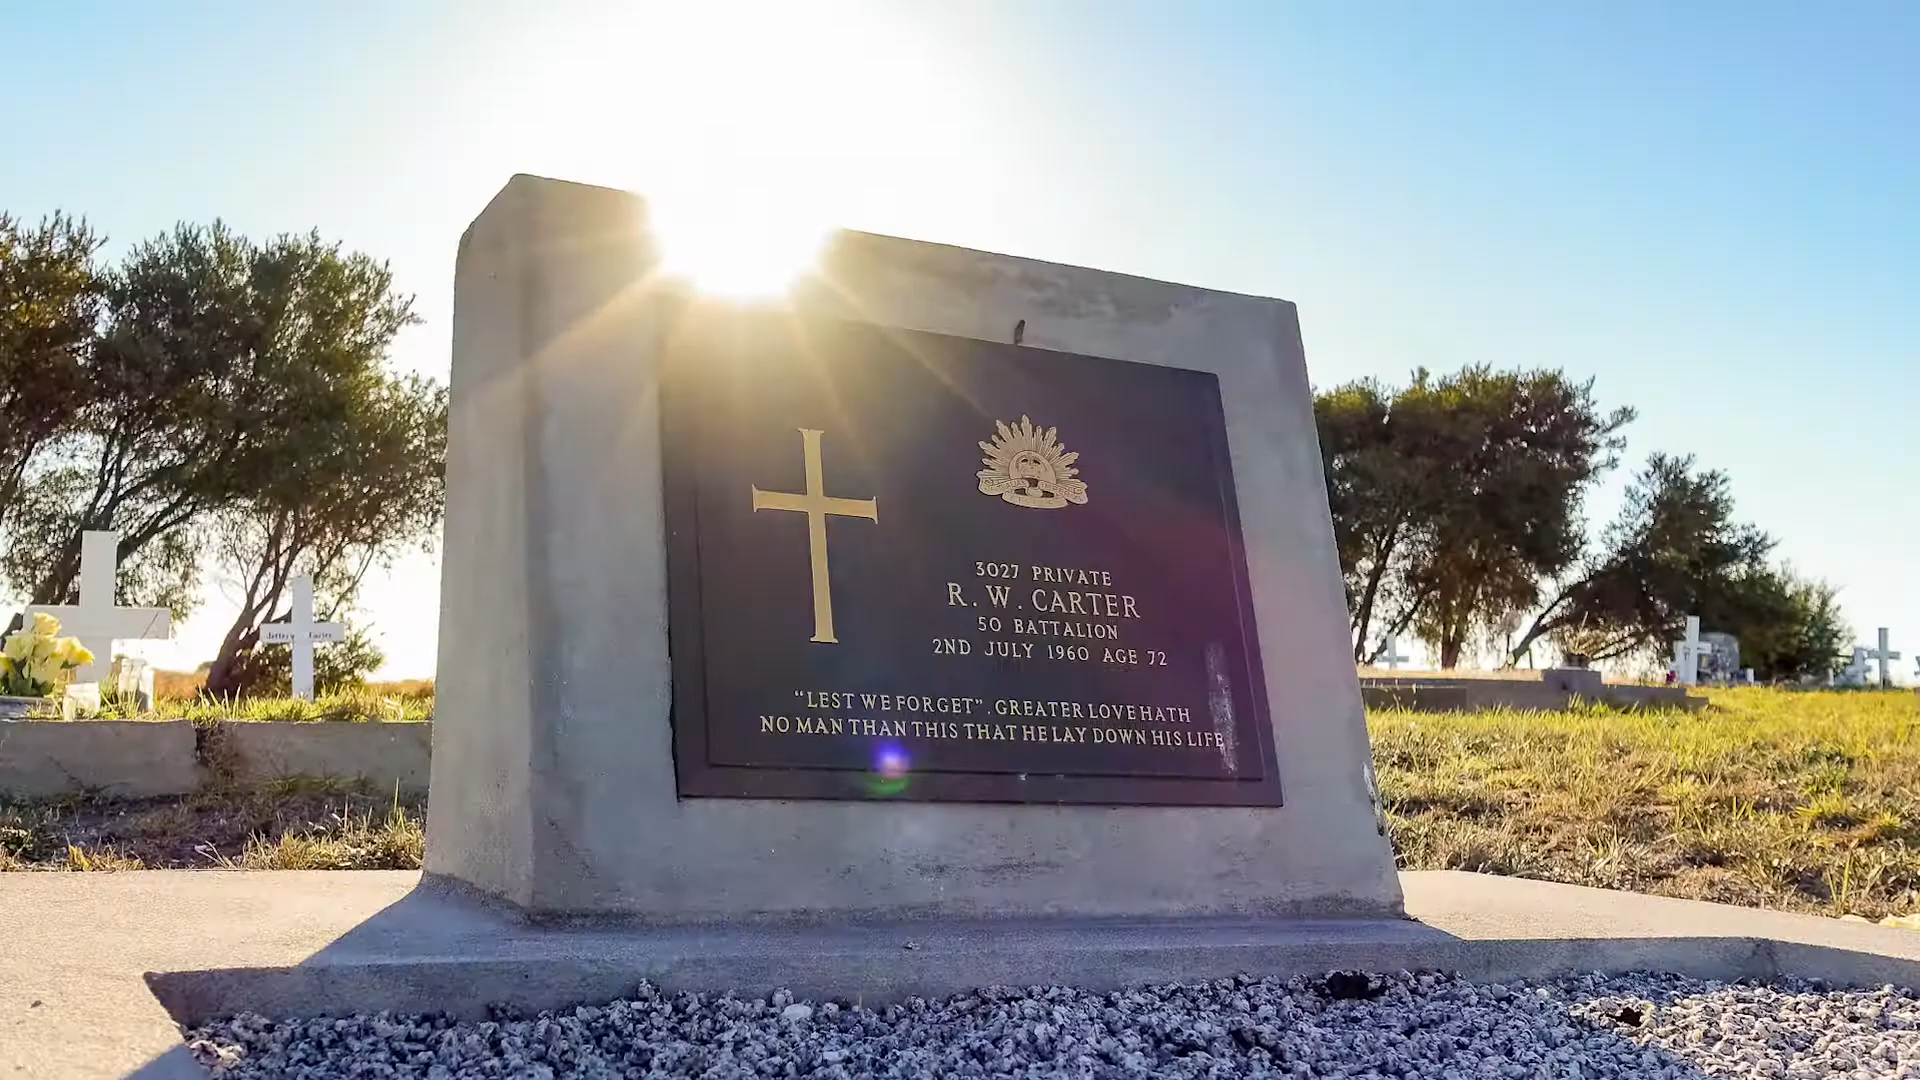 3027 PRIVATE
R. W. CARTER
50 BATTALION
2ND JULY 1960 AGE 72
"LEST WE FORGET". GREATER LOVE HATH
NO MAN THAN THIS THAT HE LAY DOWN HIS LIFE